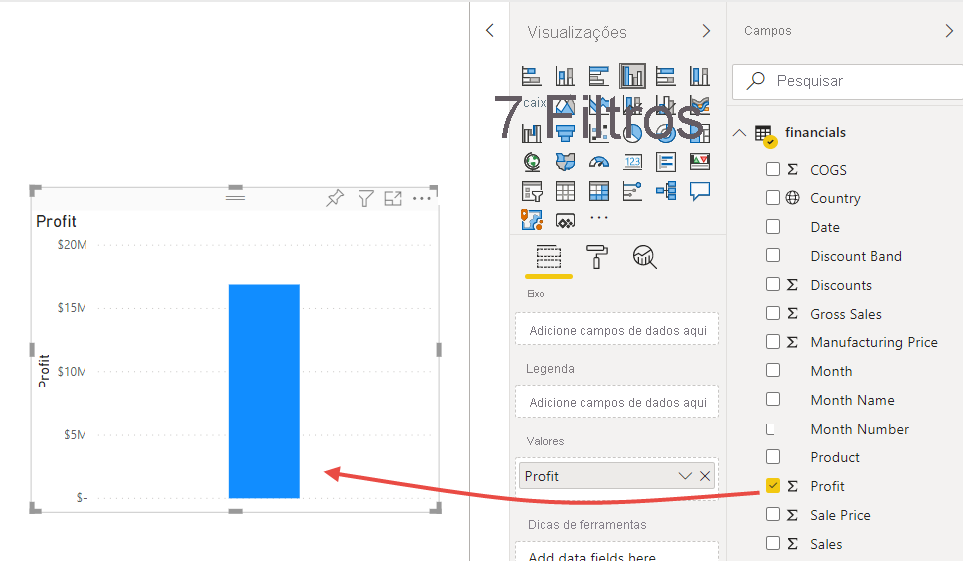 Profit
$20M
$15M
$10M
$5M
$-
Profit
Visualizações
caix
7 Filtros
123
Eixo
Adicione campos de dados aqui
Legenda
Adicione campos de dados aqui
Valores
Profit
Dicas de ferramentas
Add data fields here
Campos
Pesquisar
financials
Σ COGS
Country
Date
Discount Band
Σ Discounts
Σ Gross Sales
Σ Manufacturing Price
Month
Month Name
Month Number
Product
Σ Profit
Σ Sale Price
Σ Sales